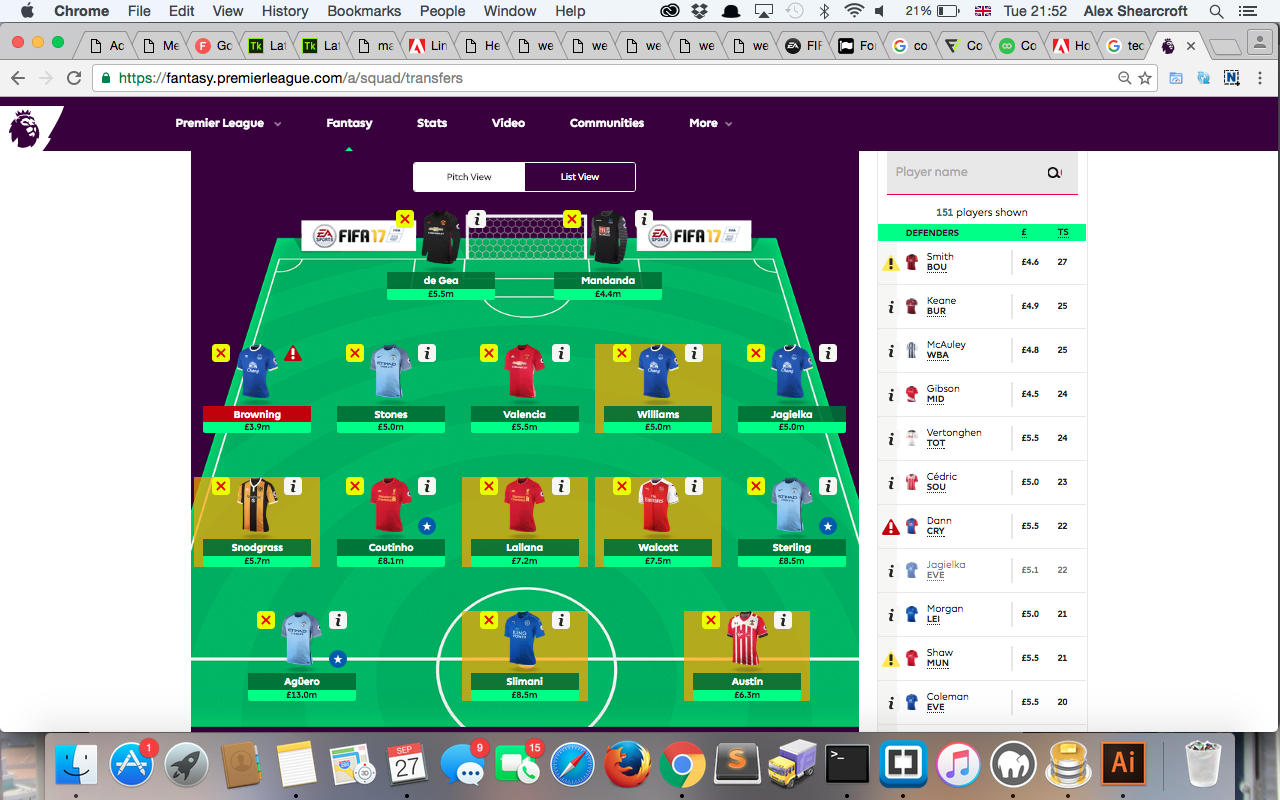 Chrome File Edit View History Bookmarks People Window Help 21% Tue 21:52 Alex Shearcroft
Ac Me Go Laf Laf ma Lin He we we we we we FIF For co Co Co Ho tec
https://fantasy.premierleague.com/a/squad/transfers
Premier League Fantasy Stats Video Communities More
Pitch View List View
EA SPORTS FIFA 17 EA SPORTS FIFA 17
de Gea Mandanda
£5.5m £4.4m
Browning Stones Valencia Williams Jagielka
£3.9m £5.0m £5.5m £5.0m £5.0m
Snodgrass Coutinho Lallana Walcott Sterling
£5.7m £8.1m £7.2m £7.5m £8.5m
Agüero Slimani Austin
£13.0m £8.5m £6.3m
Player name
151 players shown
DEFENDERS £ TS
Smith
BOU £4.6 27
Keane
BUR £4.9 25
McAuley
WBA £4.8 25
Gibson
MID £4.5 24
Vertonghen
TOT £5.5 24
Cédric
SOU £5.0 23
Dann
CRY £5.5 22
Jagielka
EVE £5.1 22
Morgan
LEI £5.0 21
Shaw
MUN £5.5 21
Coleman
EVE £5.5 20
1 SEP 27 9 15 Ai